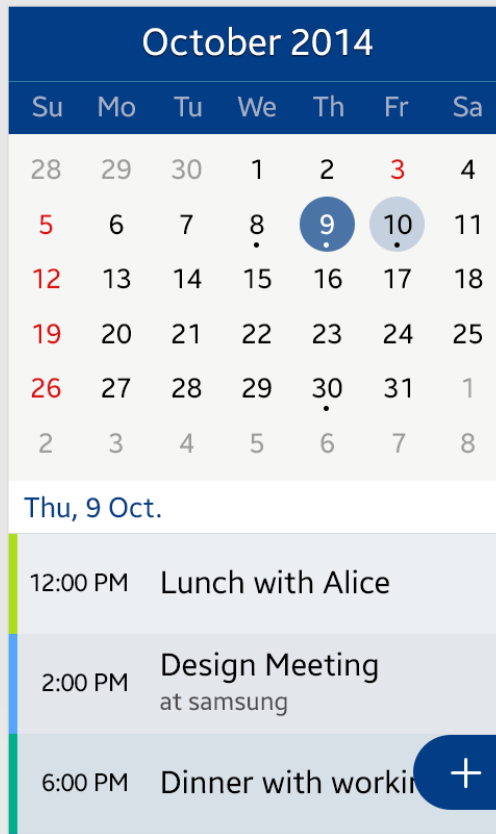 October 2014
Su Mo Tu We Th Fr Sa
28 29 30 1 2 3 4
5 6 7 8 9 10 11
12 13 14 15 16 17 18
19 20 21 22 23 24 25
26 27 28 29 30 31 1
2 3 4 5 6 7 8
Thu, 9 Oct.
12:00 PM Lunch with Alice
2:00 PM Design Meeting
at samsung
6:00 PM Dinner with
+